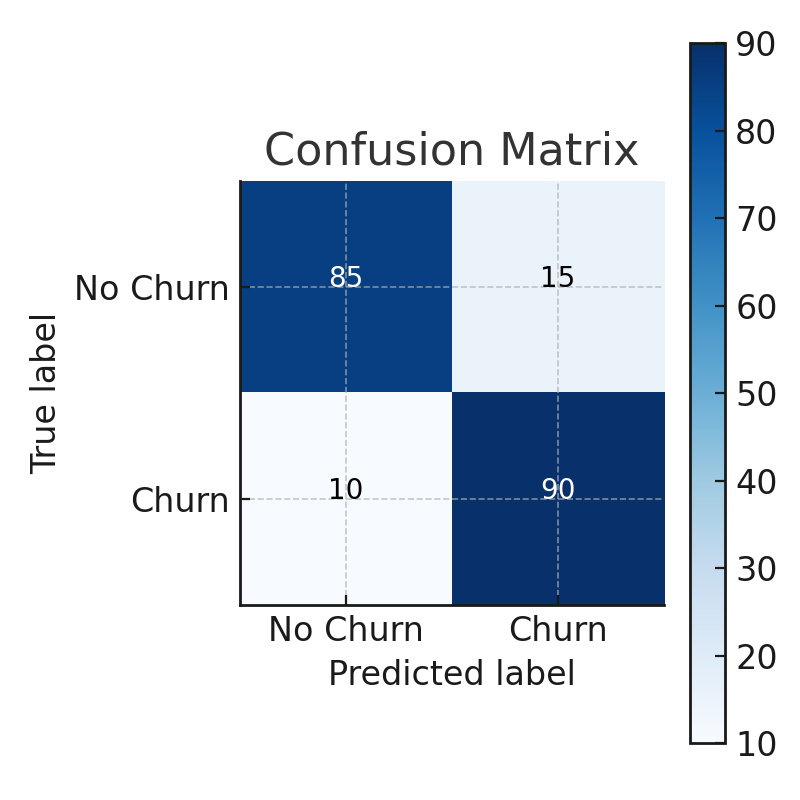 Confusion Matrix
True label
No Churn
85
15
Churn
10
90
No Churn
Churn
Predicted label
90
80
70
60
50
40
30
20
10